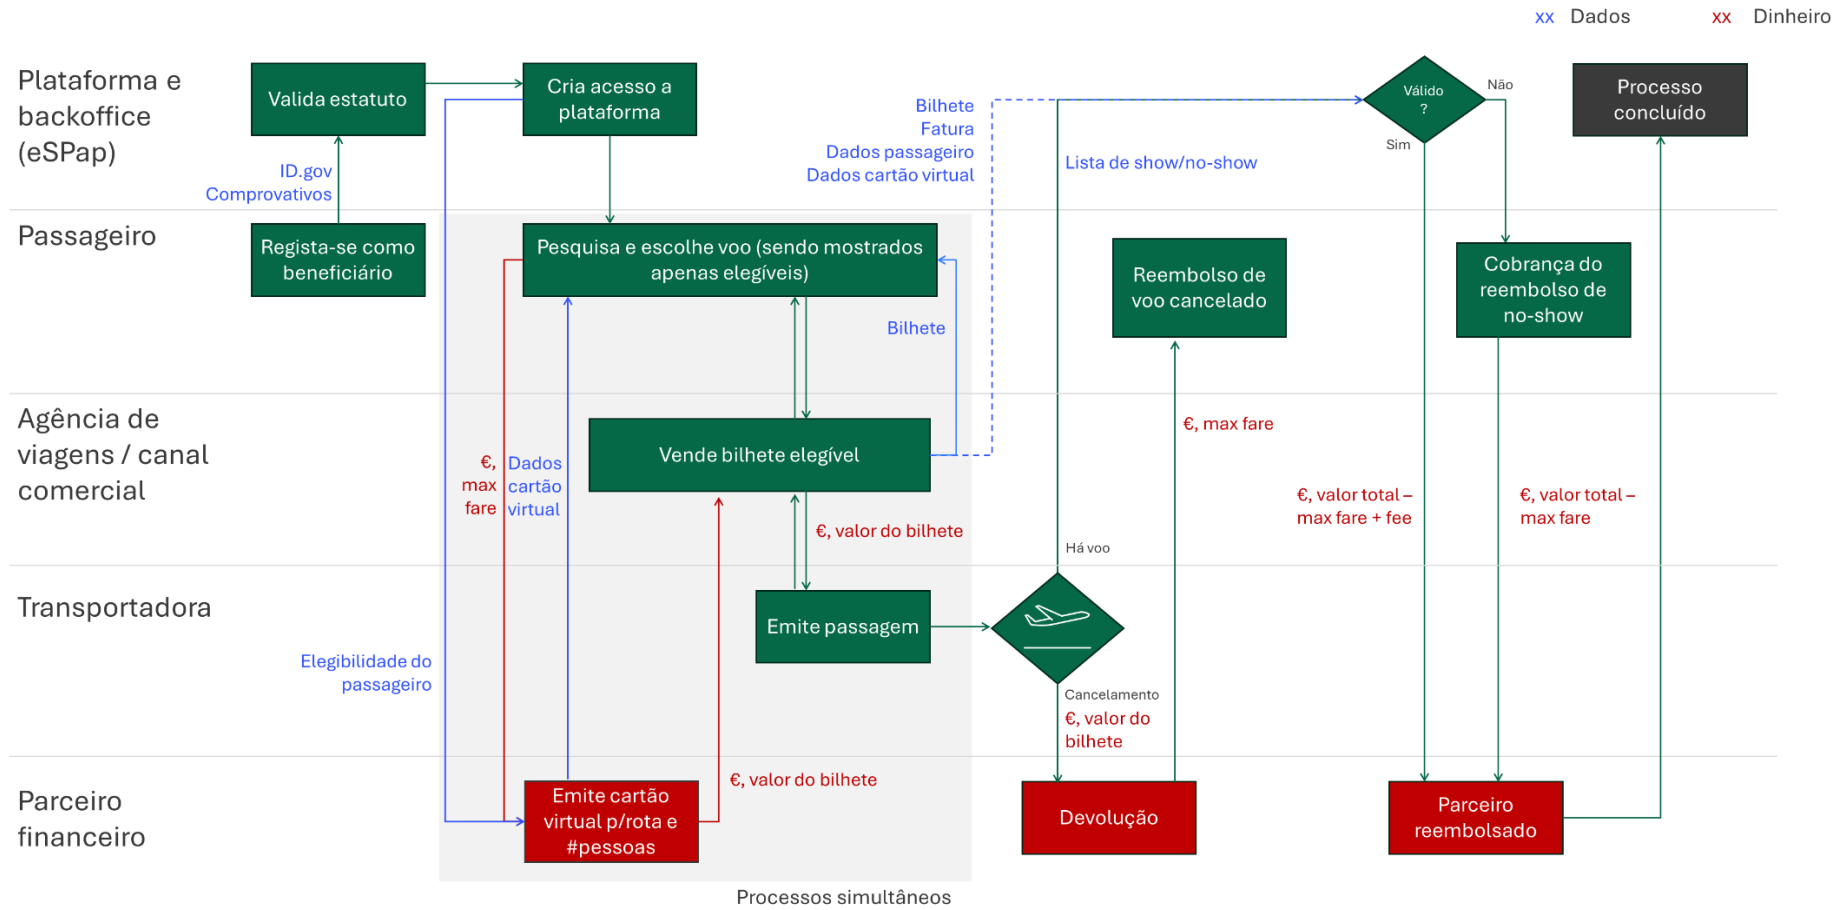 xx Dados xx Dinheiro
Plataforma e
backoffice
(eSPap)
Valida estatuto
Cria acesso a
plataforma
Bilhete
Fatura
Dados passageiro
Dados cartão virtual
Lista de show/no-show
Válido
?
Não
Sim
Processo
concluído
ID.gov
Comprovativos
Passageiro
Regista-se como
beneficiário
Pesquisa e escolhe voo (sendo mostrados
apenas elegíveis)
Bilhete
Reembolso de
voo cancelado
Cobrança do
reembolso de
no-show
Agência de
viagens / canal
comercial
€,
max
fare
Dados
cartão
virtual
Vende bilhete elegível
€, valor do bilhete
€, max fare
€, valor total –
max fare + fee
€, valor total –
max fare
Há voo
Transportadora
Emite passagem
Elegibilidade do
passageiro
Cancelamento
€, valor do
bilhete
Parceiro
financeiro
Emite cartão
virtual p/rota e
#pessoas
€, valor do bilhete
Devolução
Parceiro
reembolsado
Processos simultâneos